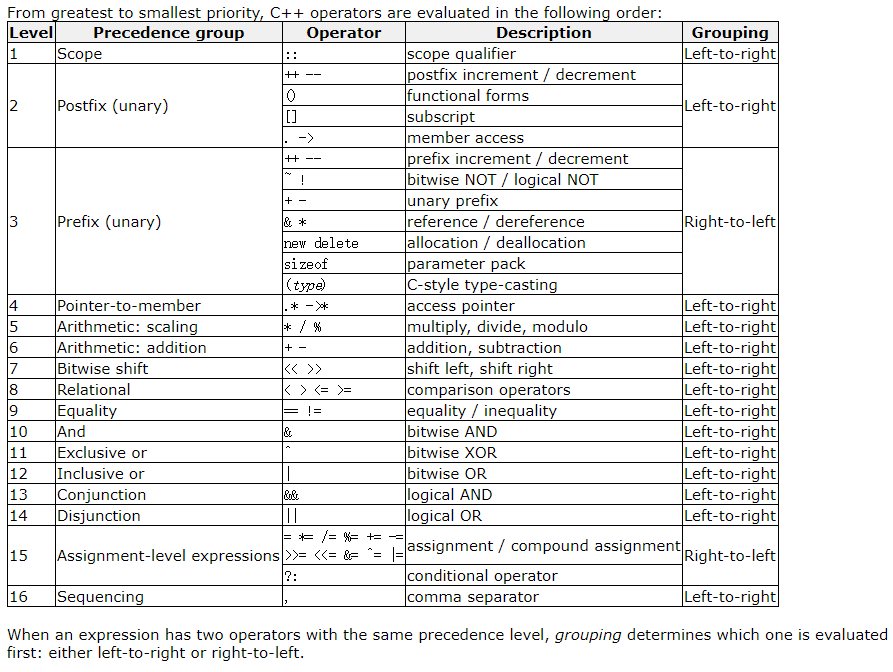 From greatest to smallest priority, C++ operators are evaluated in the following order:
Level Precedence group Operator Description Grouping
1 Scope :: scope qualifier Left-to-right
2 Postfix (unary) ++ -- postfix increment / decrement Left-to-right
() functional forms
[] subscript
. -> member access
3 Prefix (unary) ++ -- prefix increment / decrement Right-to-left
~ ! bitwise NOT / logical NOT
+ - unary prefix
& * reference / dereference
new delete allocation / deallocation
sizeof parameter pack
(type) C-style type-casting
4 Pointer-to-member .* ->* access pointer Left-to-right
5 Arithmetic: scaling * / % multiply, divide, modulo Left-to-right
6 Arithmetic: addition + - addition, subtraction Left-to-right
7 Bitwise shift << >> shift left, shift right Left-to-right
8 Relational < > <= >= comparison operators Left-to-right
9 Equality == != equality / inequality Left-to-right
10 And & bitwise AND Left-to-right
11 Exclusive or ^ bitwise XOR Left-to-right
12 Inclusive or | bitwise OR Left-to-right
13 Conjunction && logical AND Left-to-right
14 Disjunction || logical OR Left-to-right
15 Assignment-level expressions = *= /= %= += -= assignment / compound assignment Right-to-left
>>= <<= &= ^= |=
?: conditional operator
16 Sequencing , comma separator Left-to-right
When an expression has two operators with the same precedence level, grouping determines which one is evaluated
first: either left-to-right or right-to-left.